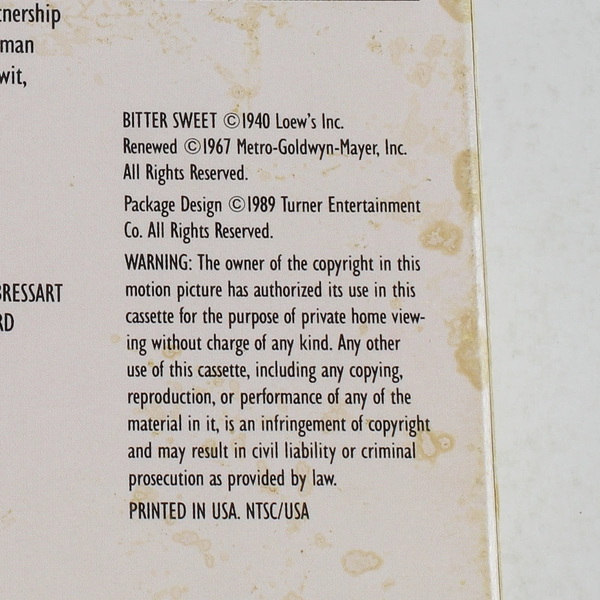 tnership
man
wit,
BITTER SWEET ©1940 Loew's Inc.
Renewed ©1967 Metro-Goldwyn-Mayer, Inc.
All Rights Reserved.
Package Design ©1989 Turner Entertainment
Co. All Rights Reserved.
WARNING: The owner of the copyright in this
motion picture has authorized its use in this
cassette for the purpose of private home view-
ing without charge of any kind. Any other
use of this cassette, including any copying,
reproduction, or performance of any of the
material in it, is an infringement of copyright
and may result in civil liability or criminal
prosecution as provided by law.
PRINTED IN USA. NTSC/USA
BRESSART
RD